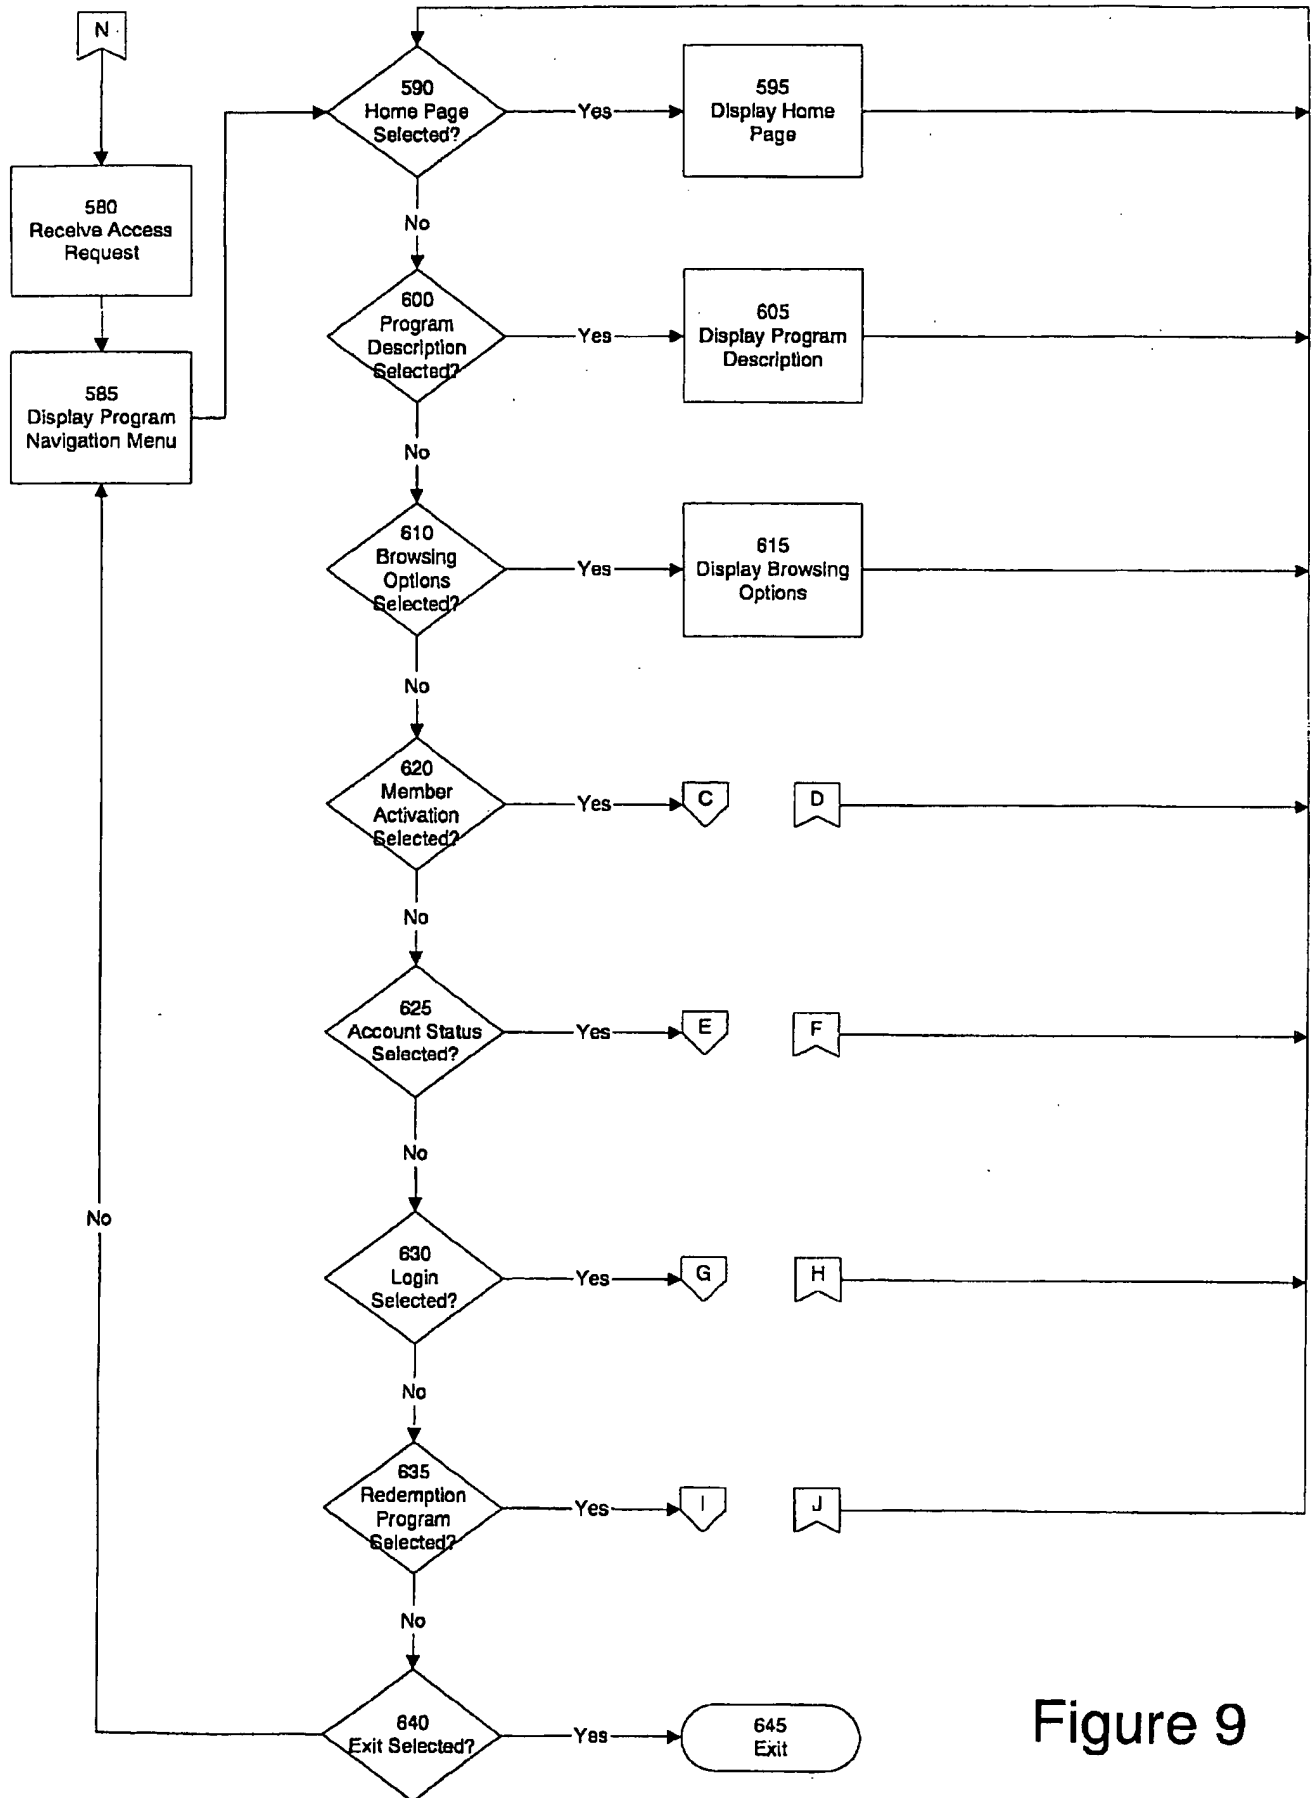 N
580
Receive Access
Request
585
Display Program
Navigation Menu
No
590
Home Page
Selected?
Yes
595
Display Home
Page
No
600
Program
Description
Selected?
Yes
605
Display Program
Description
No
610
Browsing
Options
Selected?
Yes
615
Display Browsing
Options
No
620
Member
Activation
Selected?
Yes
C
D
No
625
Account Status
Selected?
Yes
E
F
No
630
Login
Selected?
Yes
G
H
No
635
Redemption
Program
Selected?
Yes
I
J
No
640
Exit Selected?
Yes
645
Exit
Figure 9